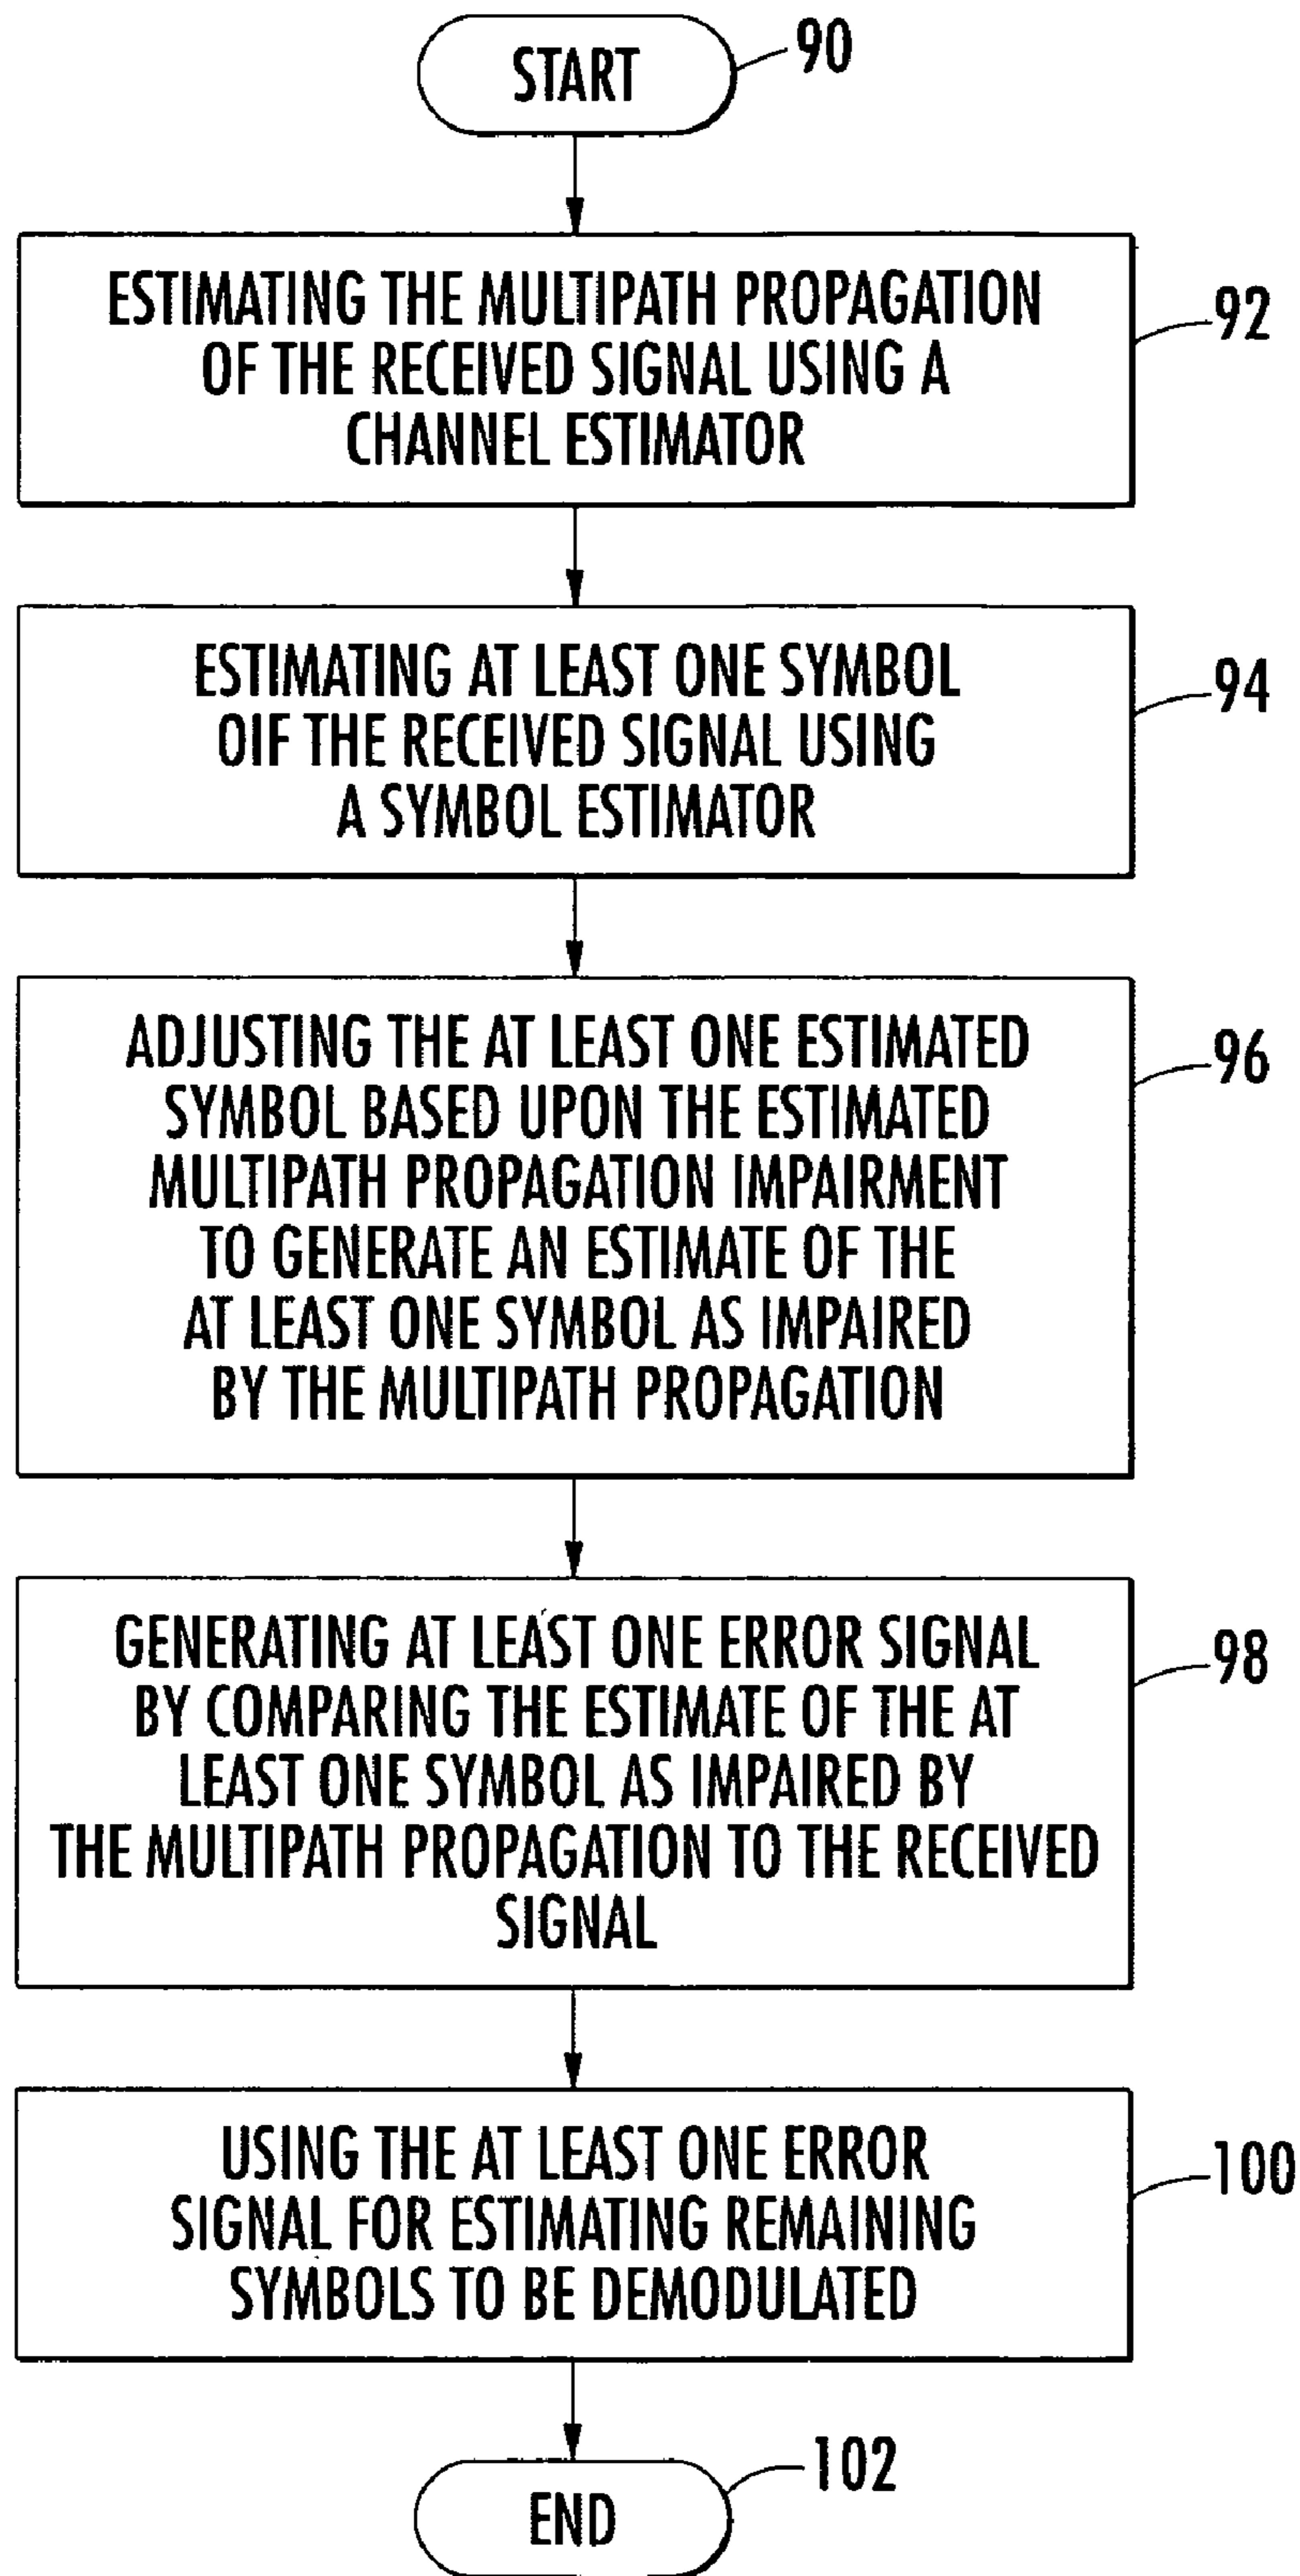 START
90
ESTIMATING THE MULTIPATH PROPAGATION
OF THE RECEIVED SIGNAL USING A
CHANNEL ESTIMATOR
92
ESTIMATING AT LEAST ONE SYMBOL
OIF THE RECEIVED SIGNAL USING
A SYMBOL ESTIMATOR
94
ADJUSTING THE AT LEAST ONE ESTIMATED
SYMBOL BASED UPON THE ESTIMATED
MULTIPATH PROPAGATION IMPAIRMENT
TO GENERATE AN ESTIMATE OF THE
AT LEAST ONE SYMBOL AS IMPAIRED
BY THE MULTIPATH PROPAGATION
96
GENERATING AT LEAST ONE ERROR SIGNAL
BY COMPARING THE ESTIMATE OF THE AT
LEAST ONE SYMBOL AS IMPAIRED BY
THE MULTIPATH PROPAGATION TO THE RECEIVED
SIGNAL
98
USING THE AT LEAST ONE ERROR
SIGNAL FOR ESTIMATING REMAINING
SYMBOLS TO BE DEMODULATED
100
END
102